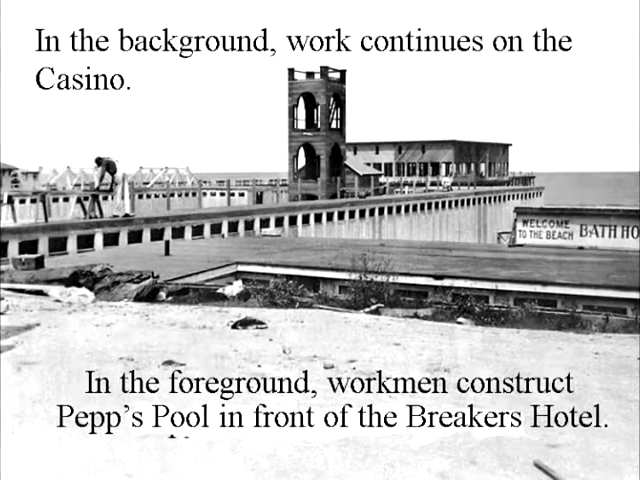 In the background, work continues on the
Casino.
WELCOME
TO THE BEACH
BATH HO
In the foreground, workmen construct
Pepp's Pool in front of the Breakers Hotel.